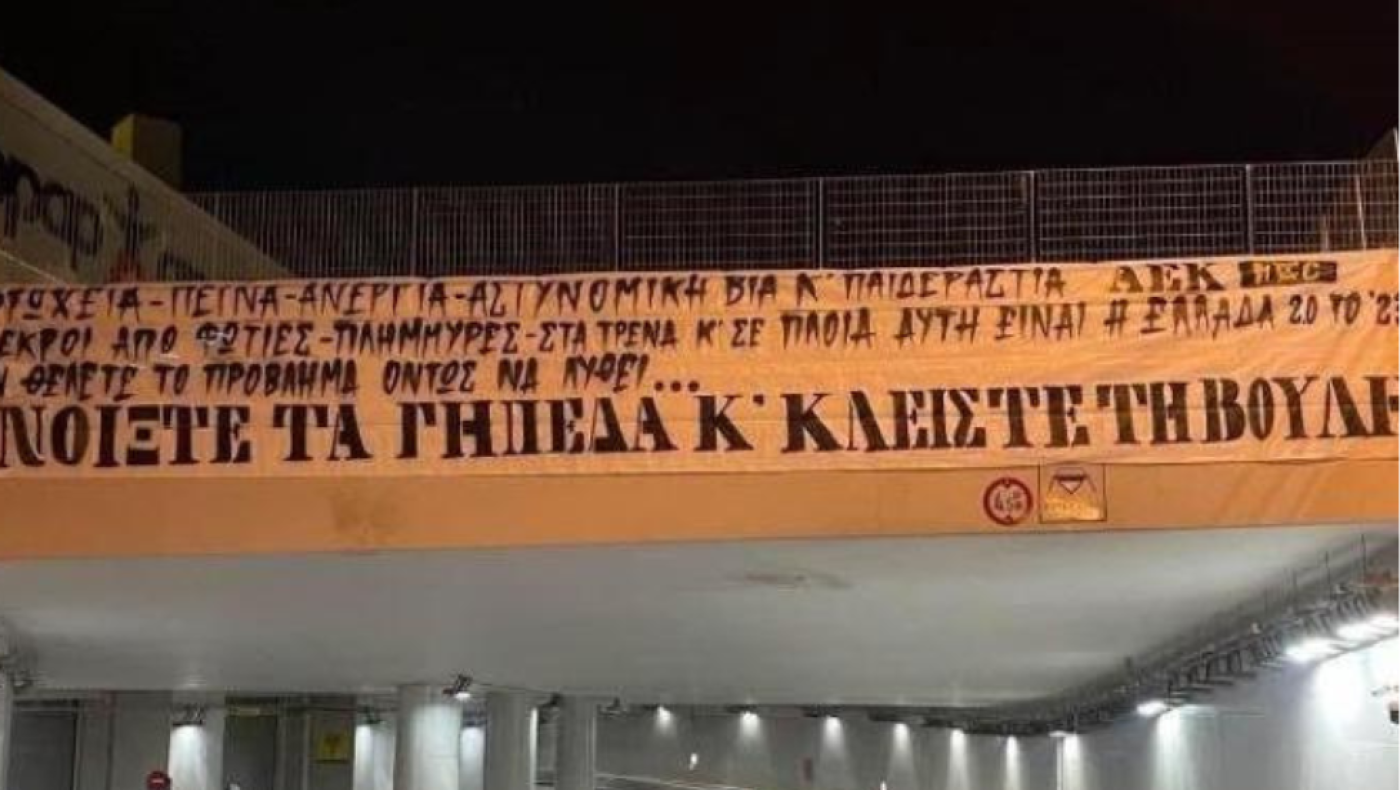 ΦΤΩΧΕΙΑ-ΠΕΙΝΑ-ΑΝΕΡΓΙΑ-ΑΣΤΥΝΟΜΙΚΗ ΒΙΑ Κ' ΠΑΙΔΕΡΑΣΤΙΑ ΑΕΚ
ΕΚΡΟΙ ΑΠΟ ΦΩΤΙΕΣ-ΠΛΗΜΜΥΡΕΣ-ΣΤΑ ΤΡΕΝΑ Κ' ΣΕ ΠΛΟΙΑ ΑΥΤΗ ΕΙΝΑΙ Η ΕΛΛΑΔΑ 2.0 ΤΟ '23
Ν ΘΕΛΕΤΕ ΤΟ ΠΡΟΒΛΗΜΑ ΟΝΤΩΣ ΝΑ ΛΥΘΕΙ...
ΝΟΙΞΤΕ ΤΑ ΓΗΠΕΔΑ Κ' ΚΛΕΙΣΤΕ ΤΗ ΒΟΥΛΗ